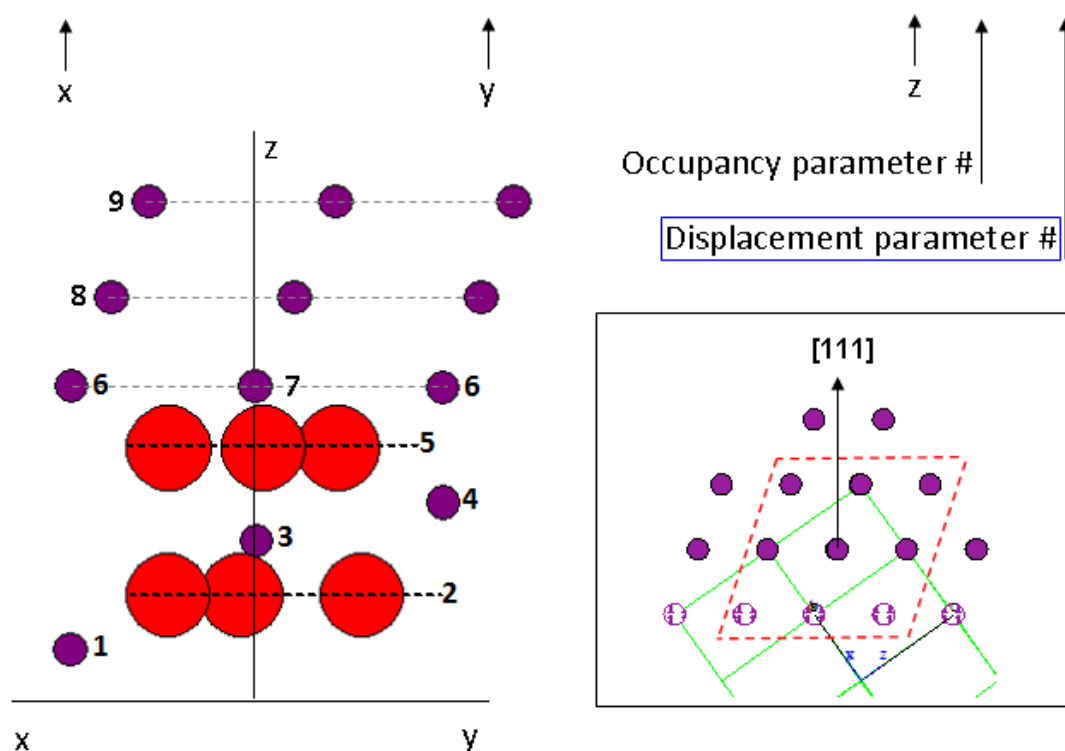 x
y
z
Occupancy parameter #
Displacement parameter #
z
9
8
6
7
6
5
4
3
2
1
x
y
[111]
x
z